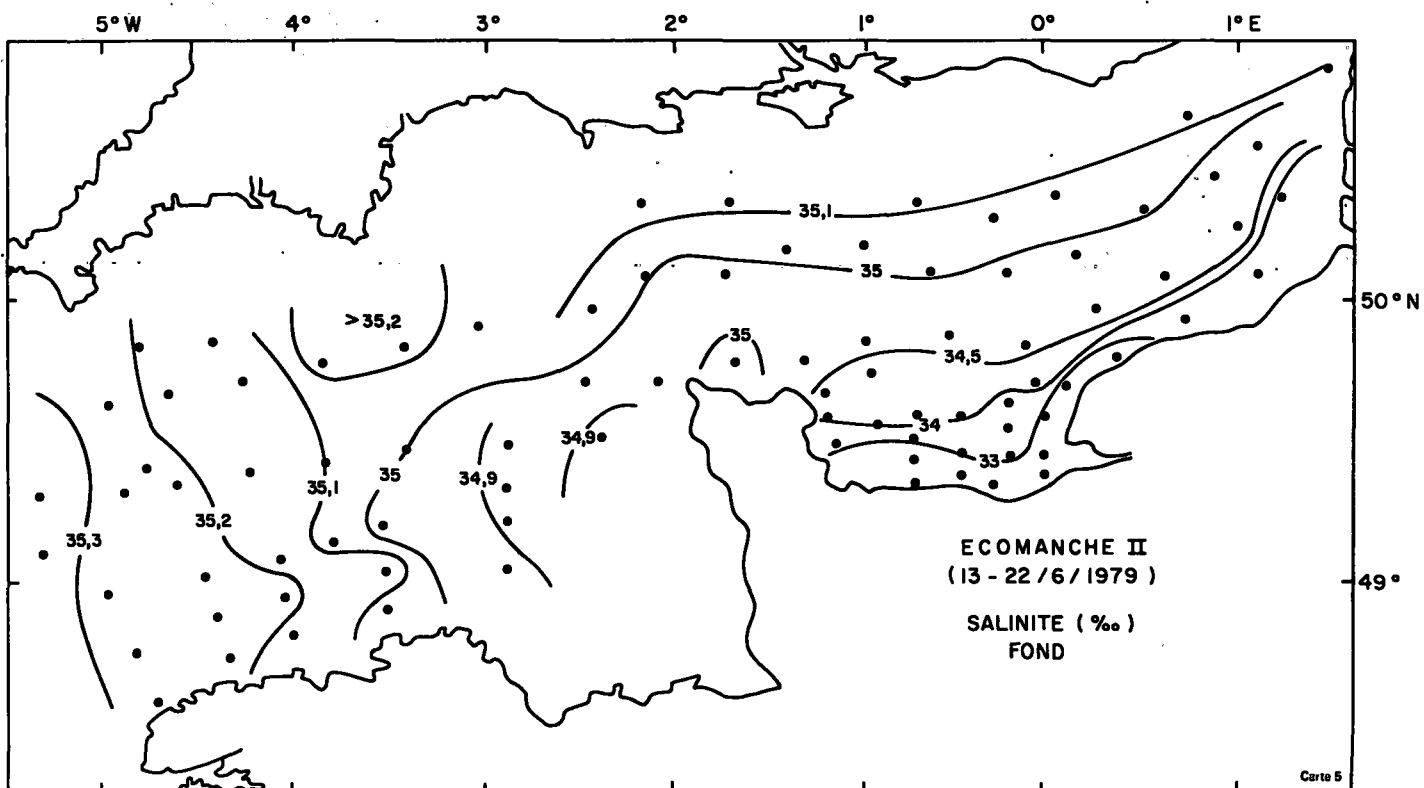 5° W 4° 3° 2° 1° 0° 1° E
35,1
35
50° N
>35,2
35
34,5
34
34,9
33
35
34,9
35,1
35,2
35,3
ECOMANCHE II
(13 - 22 / 6 / 1979)
49°
SALINITE (‰)
FOND
Carte 5